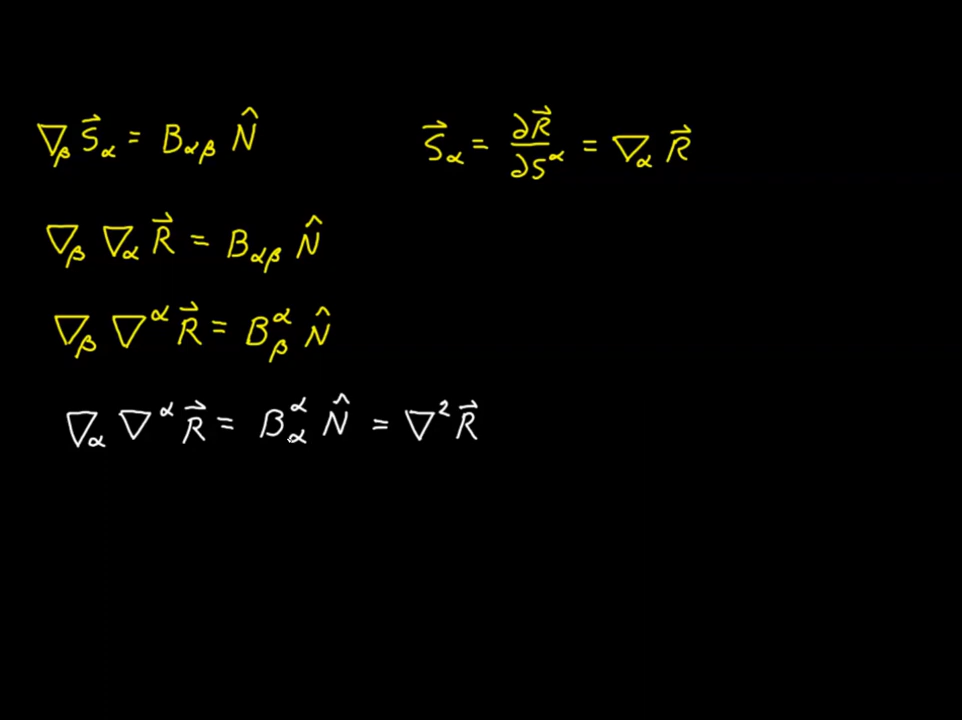 ∇_β S⃗_α = B_αβ N̂    S⃗_α = ∂R⃗/∂S^α = ∇_α R⃗
∇_β ∇_α R⃗ = B_αβ N̂
∇_β ∇^α R⃗ = B^α_β N̂
∇_α ∇^α R⃗ = B^α_α N̂ = ∇² R⃗